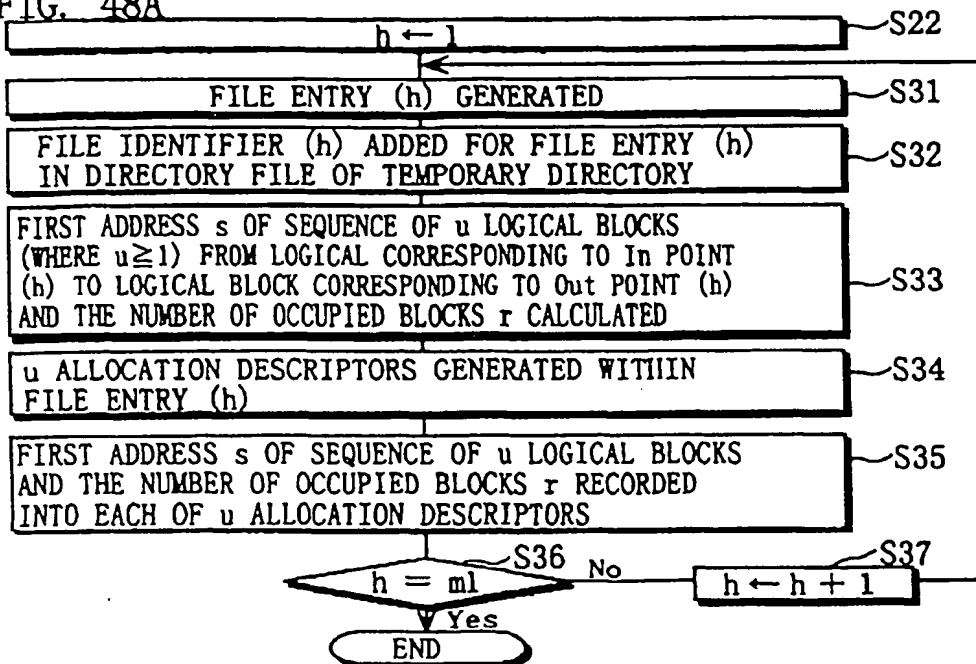 FIG. 48A
h ← 1
S22
FILE ENTRY (h) GENERATED
S31
FILE IDENTIFIER (h) ADDED FOR FILE ENTRY (h)
IN DIRECTORY FILE OF TEMPORARY DIRECTORY
S32
FIRST ADDRESS s OF SEQUENCE OF u LOGICAL BLOCKS
(WHERE u≧1) FROM LOGICAL CORRESPONDING TO In POINT
(h) TO LOGICAL BLOCK CORRESPONDING TO Out POINT (h)
AND THE NUMBER OF OCCUPIED BLOCKS r CALCULATED
S33
u ALLOCATION DESCRIPTORS GENERATED WITHIN
FILE ENTRY (h)
S34
FIRST ADDRESS s OF SEQUENCE OF u LOGICAL BLOCKS
AND THE NUMBER OF OCCUPIED BLOCKS r RECORDED
INTO EACH OF u ALLOCATION DESCRIPTORS
S35
h = m1
S36
No
h ← h + 1
S37
Yes
END